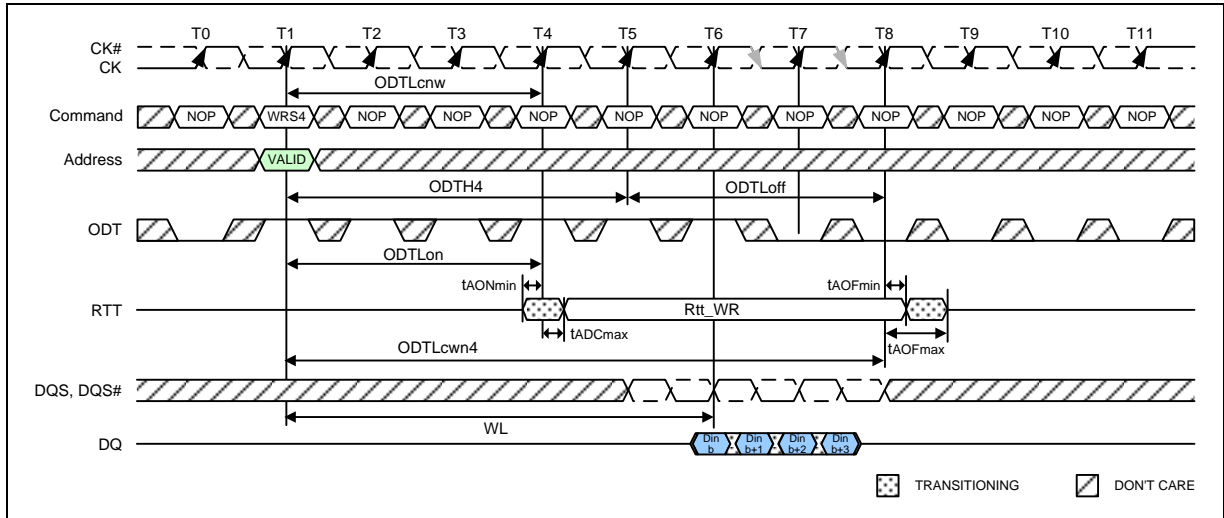 T0 T1 T2 T3 T4 T5 T6 T7 T8 T9 T10 T11
CK#
CK
ODTLcnw
Command NOP WRS4 NOP NOP NOP NOP NOP NOP NOP NOP NOP NOP
Address VALID
ODTH4 ODTLoff
ODT
ODTLon
tAONmin tAOFmin
RTT Rtt_WR
tADCmax tAOFmax
ODTLcwn4
DQS, DQS#
WL
DQ Din b Din b+1 Din b+2 Din b+3
TRANSITIONING DON'T CARE